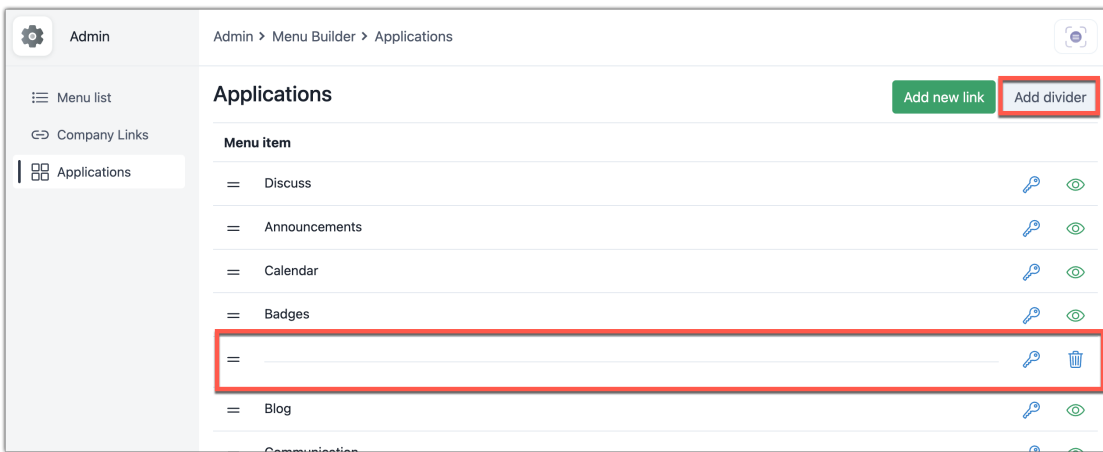 Admin
Admin > Menu Builder > Applications
Menu list
Company Links
Applications
Applications
Add new link
Add divider
Menu item
Discuss
Announcements
Calendar
Badges
Blog
Communication